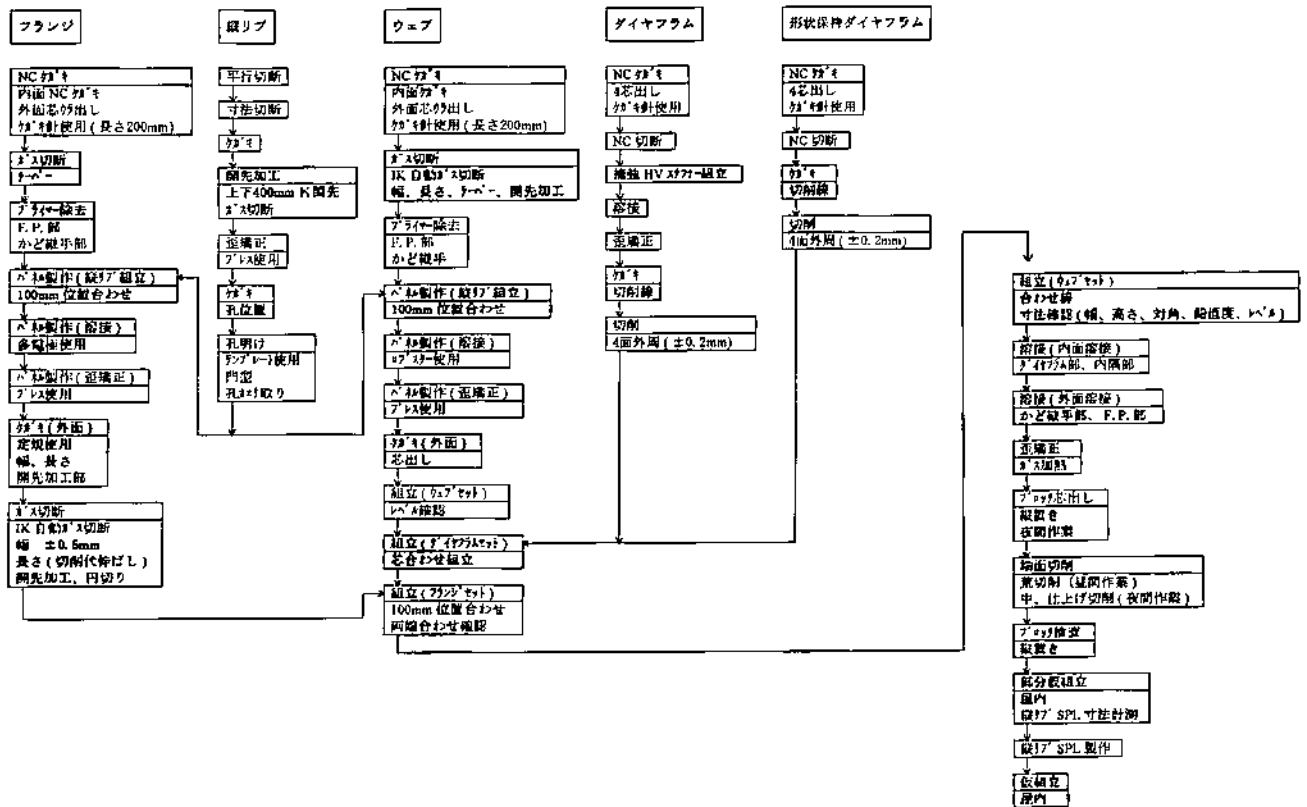 フランジ
NC ｹｶﾞｷ
内面 NC ｹｶﾞｷ
外面芯ｸﾗ出し
ｹｶﾞｷ針使用 ( 長さ200mm )
ｶﾞｽ切断
ﾃｰﾊﾟｰ
ﾌﾟﾗｲﾏｰ除去
F. P. 部
かど継手部
ﾊﾟﾈﾙ製作 ( 縦ﾘﾌﾞ組立 )
100mm 位置合わせ
ﾊﾟﾈﾙ製作 ( 溶接 )
多電極使用
ﾊﾟﾈﾙ製作 ( 歪矯正 )
ﾌﾟﾚｽ使用
ｹｶﾞｷ ( 外面 )
定規使用
幅、長さ
開先加工部
ｶﾞｽ切断
IK 自動ｶﾞｽ切断
幅 ±0.5mm
長さ ( 切削代伸ばし )
開先加工、円切り
縦リブ
平行切断
寸法切断
ｹｶﾞｷ
開先加工
上下400mm K 開先
ｶﾞｽ切断
歪矯正
ﾌﾟﾚｽ使用
ｹｶﾞｷ
孔位置
孔明け
ﾃﾝﾌﾟﾚｰﾄ使用
門型
孔ｶｴﾘ取り
ウェブ
NC ｹｶﾞｷ
内面ｹｶﾞｷ
外面芯ｸﾗ出し
ｹｶﾞｷ針使用 ( 長さ200mm )
ｶﾞｽ切断
IK 自動ｶﾞｽ切断
幅、長さ、ﾃｰﾊﾟｰ、開先加工
ﾌﾟﾗｲﾏｰ除去
F. P. 部
かど継手
ﾊﾟﾈﾙ製作 ( 縦ﾘﾌﾞ組立 )
100mm 位置合わせ
ﾊﾟﾈﾙ製作 ( 溶接 )
ﾛﾎﾞｽﾀｰ使用
ﾊﾟﾈﾙ製作 ( 歪矯正 )
ﾌﾟﾚｽ使用
ｹｶﾞｷ ( 外面 )
芯出し
組立 ( ｳｪﾌﾞｾｯﾄ )
ﾚﾍﾞﾙ確認
組立 ( ﾀﾞｲﾔﾌﾗﾑｾｯﾄ )
芯合わせ組立
組立 ( ﾌﾗﾝｼﾞｾｯﾄ )
100mm 位置合わせ
両端合わせ確認
ダイヤフラム
NC ｹｶﾞｷ
4芯出し
ｹｶﾞｷ針使用
NC 切断
補強 HV ｽﾁﾌﾅｰ組立
溶接
歪矯正
ｹｶﾞｷ
切削線
切削
4面外周 ( ±0.2mm )
形状保持ダイヤフラム
NC ｹｶﾞｷ
4芯出し
ｹｶﾞｷ針使用
NC 切断
ｹｶﾞｷ
切削線
切削
4面外周 ( ±0.2mm )
組立 ( ｳｪﾌﾞｾｯﾄ )
合わせ線
寸法確認 ( 幅、高さ、対角、鉛直度、ﾚﾍﾞﾙ )
溶接 ( 内面溶接 )
ﾀﾞｲﾔﾌﾗﾑ部、内隅部
溶接 ( 外面溶接 )
かど継手部、F. P. 部
歪矯正
ｶﾞｽ加熱
ﾌﾞﾛｯｸ芯出し
縦置き
夜間作業
端面切削
荒切削 ( 昼間作業 )
中、仕上げ切削 ( 夜間作業 )
ﾌﾞﾛｯｸ検査
縦置き
部分仮組立
屋内
縦ﾘﾌﾞ SPL 寸法計測
縦ﾘﾌﾞ SPL 製作
仮組立
屋内